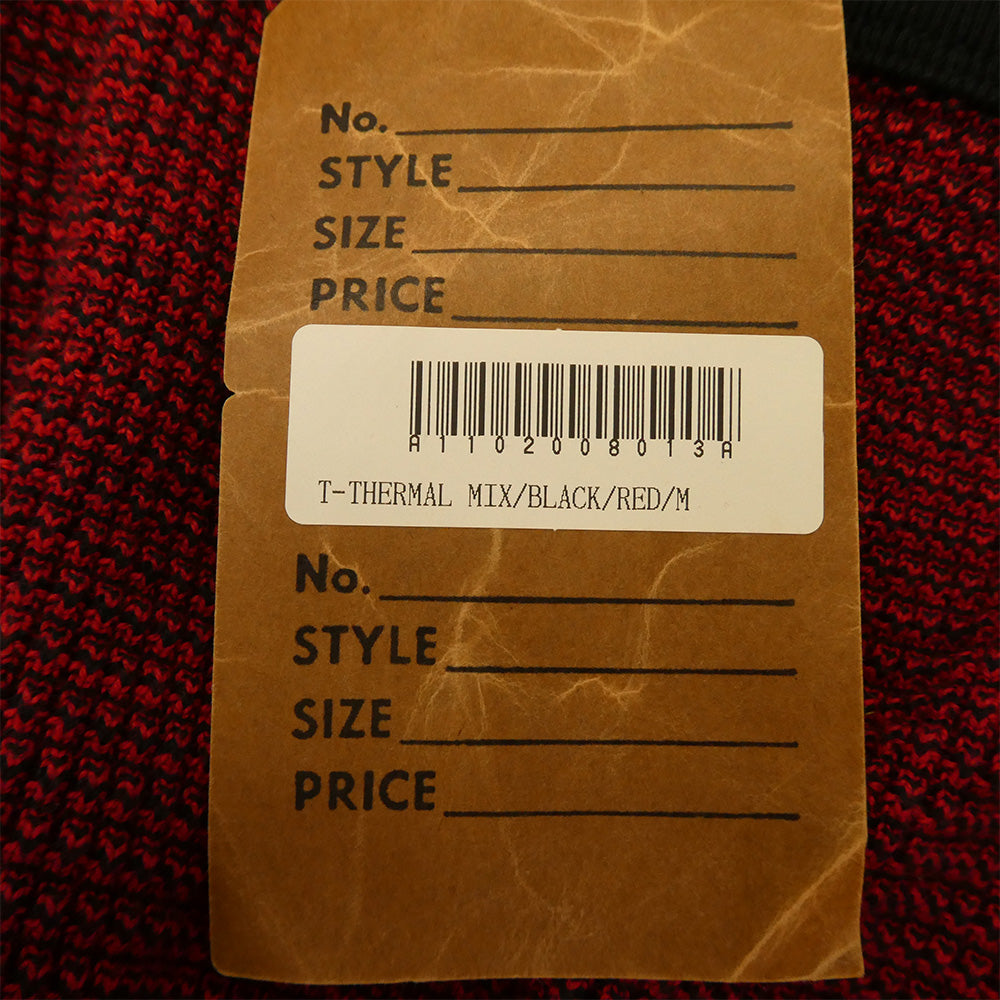 No.
STYLE
SIZE
PRICE
A1102008013A
T-THERMAL MIX/BLACK/RED/M
No.
STYLE
SIZE
PRICE